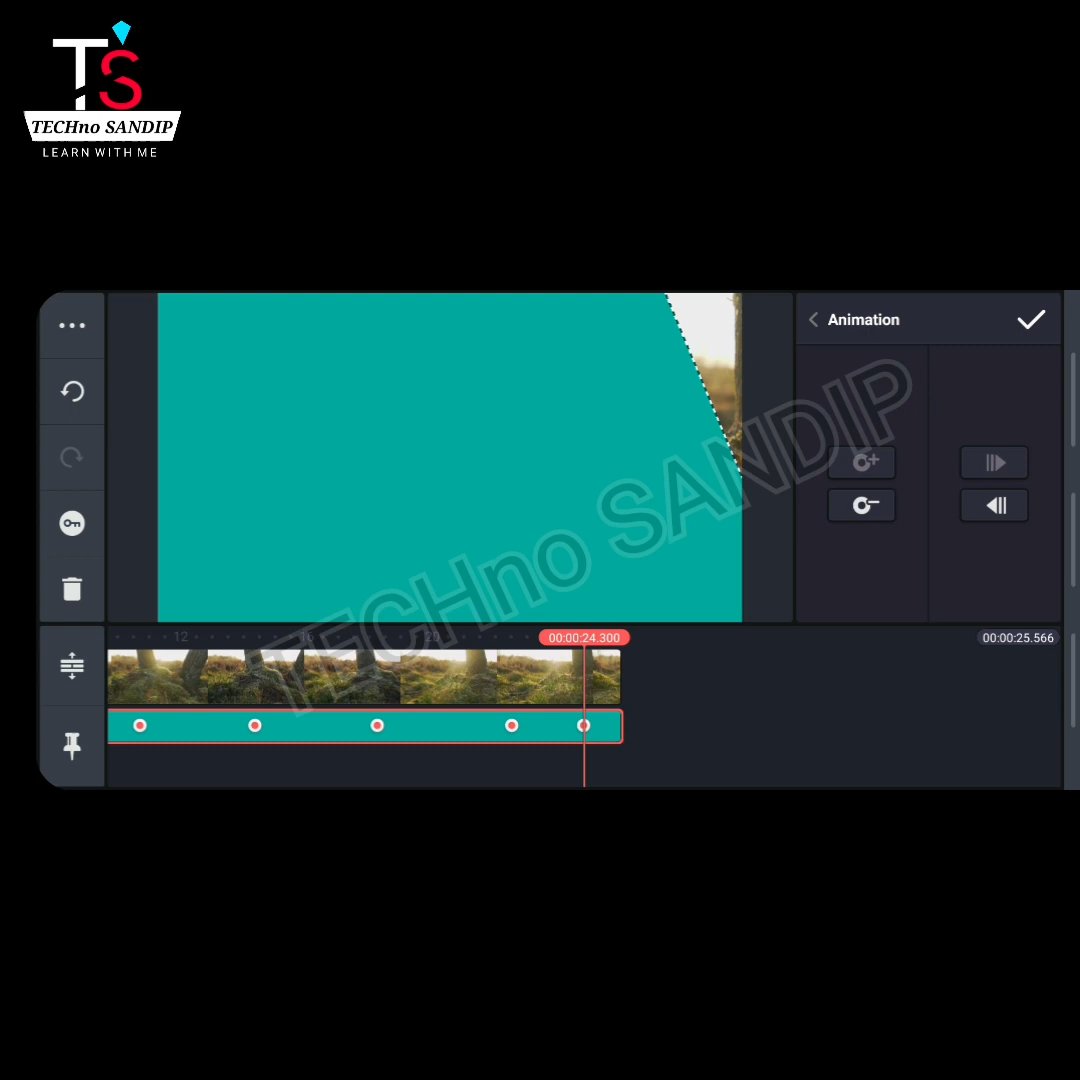 TS
TECHno SANDIP
LEARN WITH ME
Animation
TECHno SANDIP
12
16
20
00:00:24.300
00:00:25.566